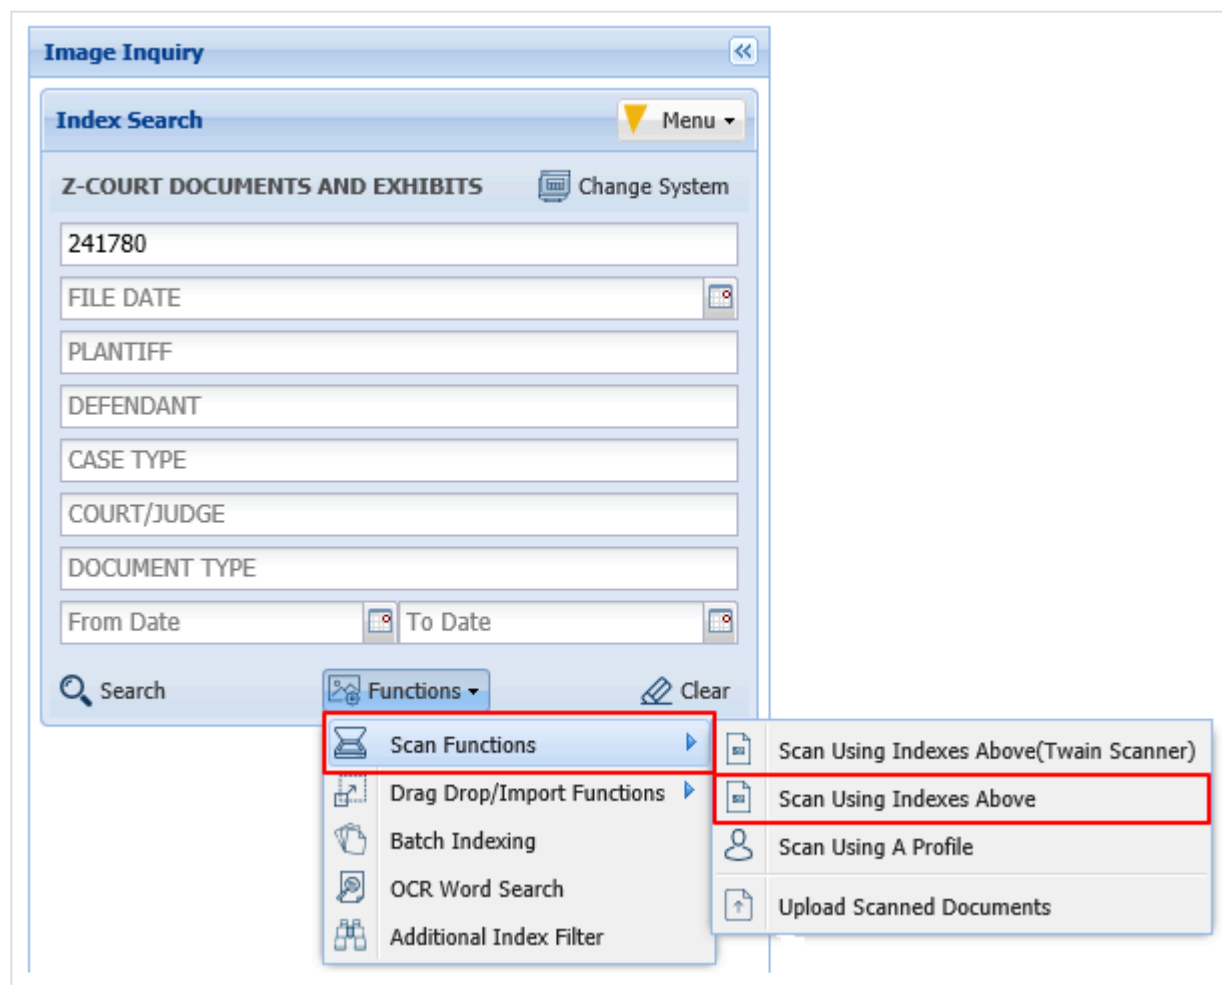 Image Inquiry
Index Search
Menu
Z-COURT DOCUMENTS AND EXHIBITS
Change System
241780
FILE DATE
PLANTIFF
DEFENDANT
CASE TYPE
COURT/JUDGE
DOCUMENT TYPE
From Date
To Date
Search
Functions
Clear
Scan Functions
Drag Drop/Import Functions
Batch Indexing
OCR Word Search
Additional Index Filter
Scan Using Indexes Above(Twain Scanner)
Scan Using Indexes Above
Scan Using A Profile
Upload Scanned Documents